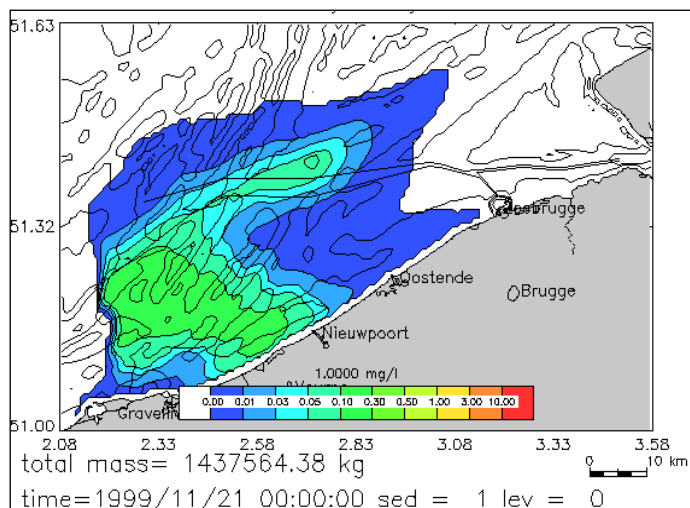 51.63
51.32
Zeebrugge
Oostende
Brugge
Nieuwpoort
1.0000 mg/l
0.00 0.01 0.03 0.05 0.10 0.30 0.50 1.00 3.00 10.00
51.00
2.08 2.33 2.58 2.83 3.08 3.33 3.58
total mass= 1437564.38 kg
0 10 km
time=1999/11/21 00:00:00 sed = 1 lev = 0